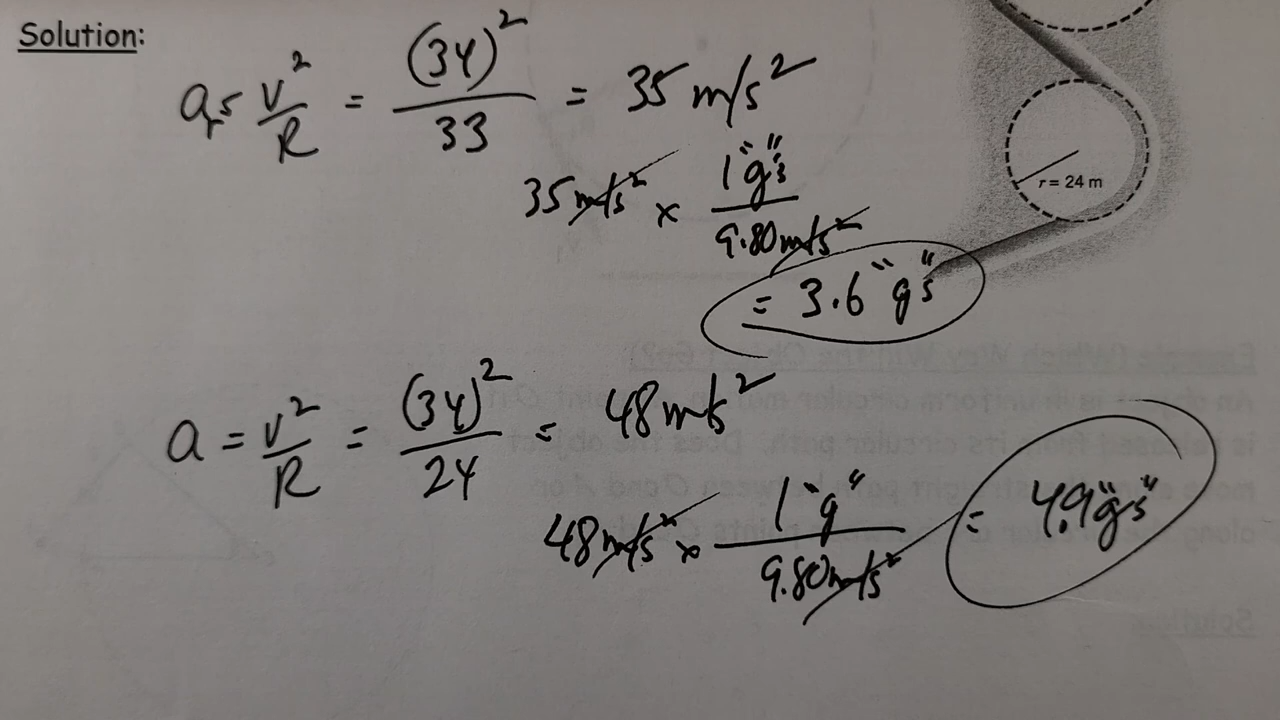 Solution:
a_r = v²/R = (34)²/33 = 35 m/s²
35 m/s² × 1 "g's"/9.80 m/s²
= 3.6 "g's"
r = 24 m
a = v²/R = (34)²/24 = 48 m/s²
48 m/s² × 1 "g"/9.80 m/s² = 4.9 "g's"